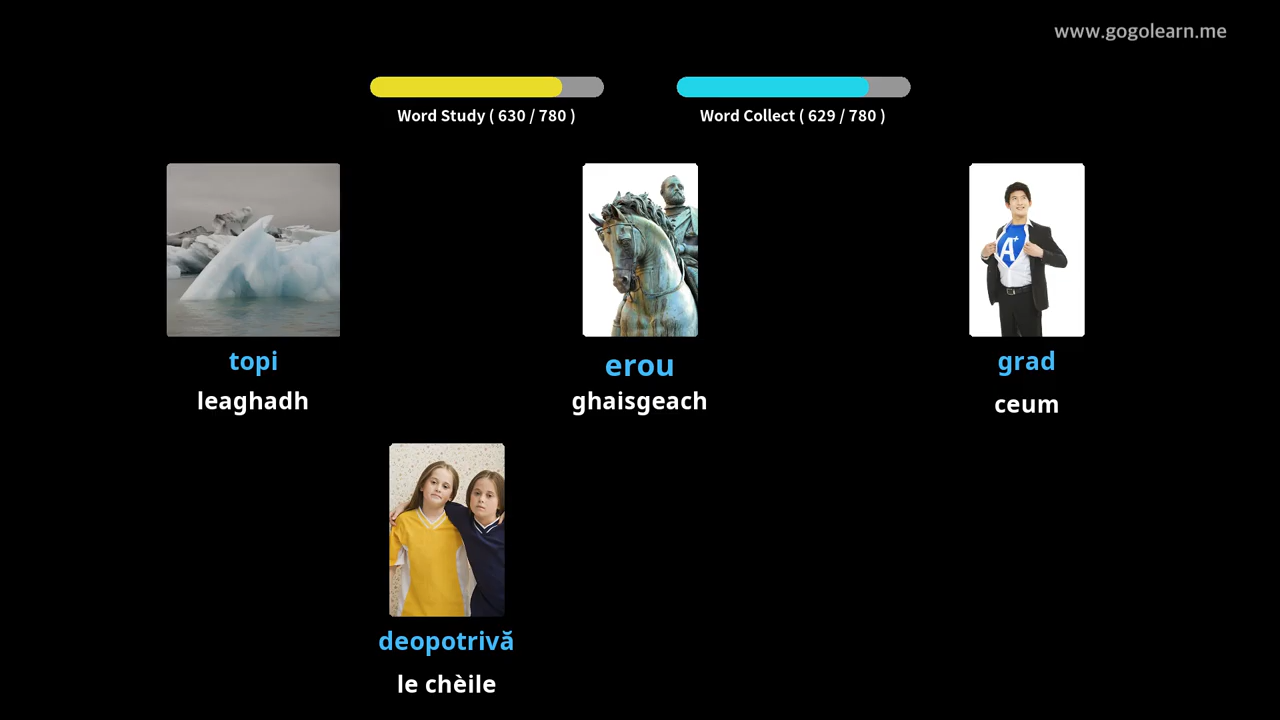 www.gogolearn.me
Word Study ( 630 / 780 )
Word Collect ( 629 / 780 )
A+
topi
erou
grad
leaghadh
ghaisgeach
ceum
deopotrivă
le chèile